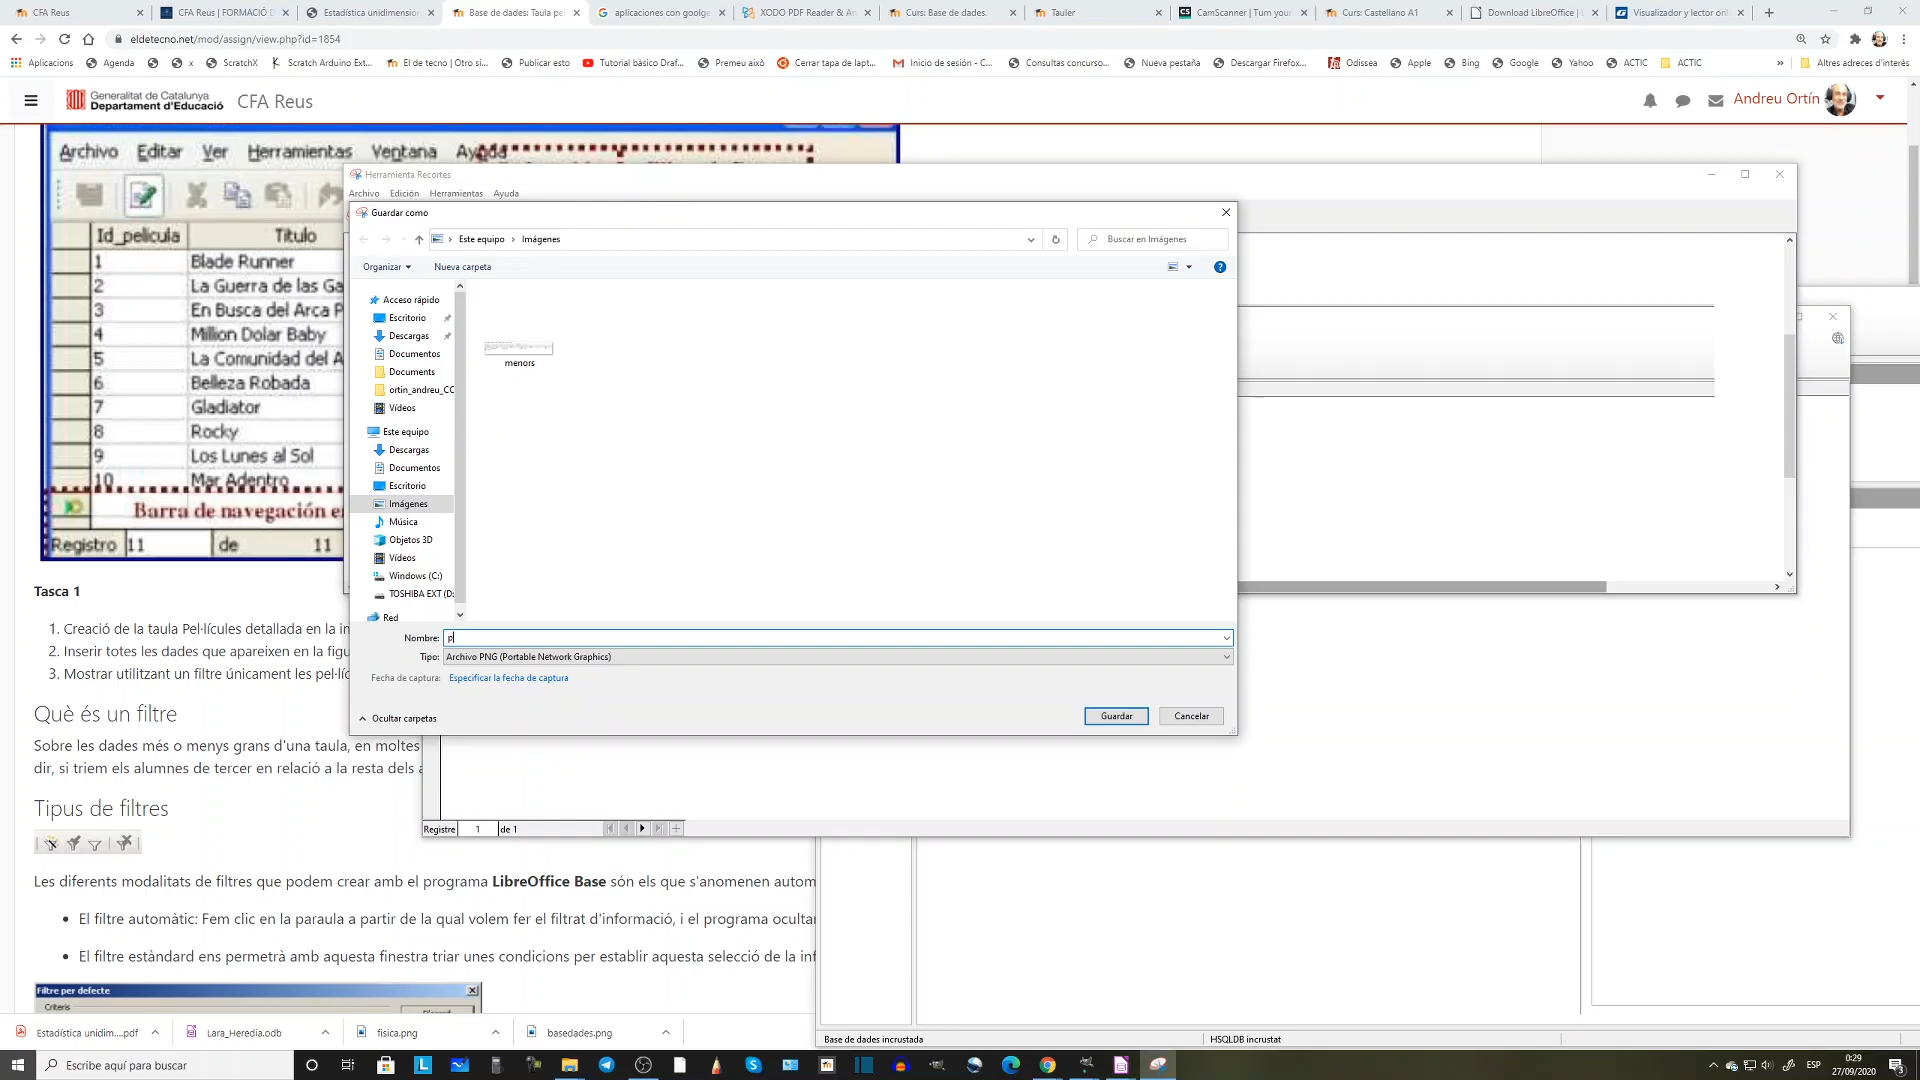 CFA Reus
CFA Reus | FORMACIÓ D
Estadística unidimension
Base de dades: Taula pel
aplicaciones con goolge
XODO PDF Reader & An
Curs: Base de dades.
Tauler
CamScanner | Turn your
Curs: Castellano A1
Download LibreOffice | L
Visualizador y lector onl
eldetecno.net/mod/assign/view.php?id=1854
Aplicacions
Agenda
x
ScratchX
Scratch Arduino Ext...
El de tecno | Otro si...
Publicar esto
Tutorial bàsico Draf...
Premeu això
Cerrar tapa de lapt...
Inicio de sesión - C...
Consultas concurso...
Nueva pestaña
Descargar Firefox...
Odissea
Apple
Bing
Google
Yahoo
ACTIC
ACTIC
»
Altres adreces d'interès
Generalitat de Catalunya
Departament d'Educació
CFA Reus
Andreu Ortín
Archivo Editar Ver Herramientas Ventana Ayuda
Id_pelicula Titulo
1 Blade Runner
2 La Guerra de las Ga
3 En Busca del Arca P
4 Million Dolar Baby
5 La Comunidad del A
6 Belleza Robada
7 Gladiator
8 Rocky
9 Los Lunes al Sol
10 Mar Adentro
Barra de navegación e
Registro 11 de 11
Herramienta Recortes
Archivo Edición Herramientas Ayuda
Guardar como
Este equipo › Imágenes
Buscar en Imágenes
Organizar
Nueva carpeta
Acceso rápido
Escritorio
Descargas
Documentos
Documents
ortin_andreu_CC
Vídeos
Este equipo
Descargas
Documentos
Escritorio
Imágenes
Música
Objetos 3D
Vídeos
Windows (C:)
TOSHIBA EXT (D:
Red
menors
Nombre: p
Tipo: Archivo PNG (Portable Network Graphics)
Fecha de captura: Especificar la fecha de captura
Ocultar carpetas
Guardar
Cancelar
Tasca 1
1. Creació de la taula Pel·lícules detallada en la in
2. Inserir totes les dades que apareixen en la figu
3. Mostrar utilitzant un filtre únicament les pel·líc
Què és un filtre
Sobre les dades més o menys grans d'una taula, en moltes
dir, si triem els alumnes de tercer en relació a la resta dels a
Tipus de filtres
Les diferents modalitats de filtres que podem crear amb el programa LibreOffice Base són els que s'anomenen autom
• El filtre automàtic: Fem clic en la paraula a partir de la qual volem fer el filtrat d'informació, i el programa ocultar
• El filtre estàndard ens permetrà amb aquesta finestra triar unes condicions per establir aquesta selecció de la inf
Filtre per defecte
Criteris
Registre 1 de 1
Base de dades incrustada
HSQLDB incrustat
Estadística unidim....pdf
Lara_Heredia.odb
fisica.png
basedades.png
Escribe aquí para buscar
ESP
0:29
27/09/2020
3